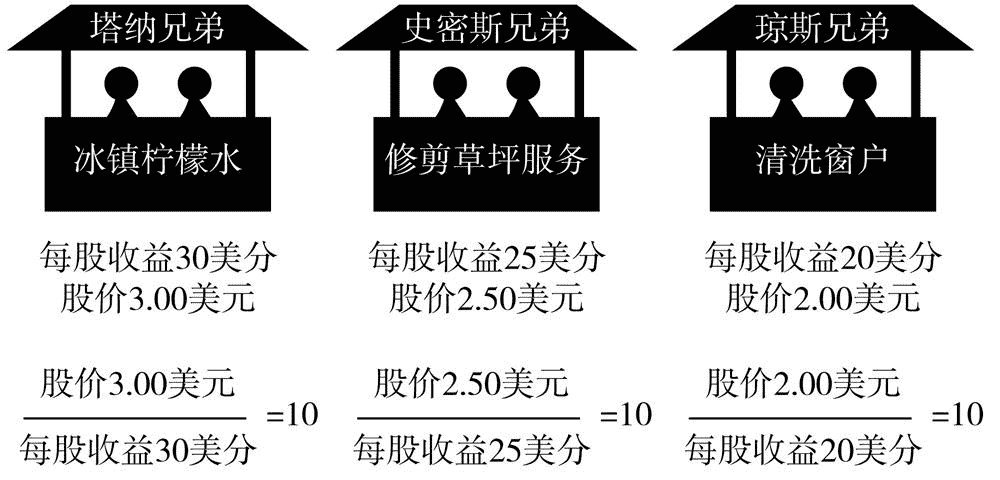 塔纳兄弟
冰镇柠檬水
每股收益30美分
股价3.00美元
股价3.00美元
每股收益30美分
=10
史密斯兄弟
修剪草坪服务
每股收益25美分
股价2.50美元
股价2.50美元
每股收益25美分
=10
琼斯兄弟
清洗窗户
每股收益20美分
股价2.00美元
股价2.00美元
每股收益20美分
=10